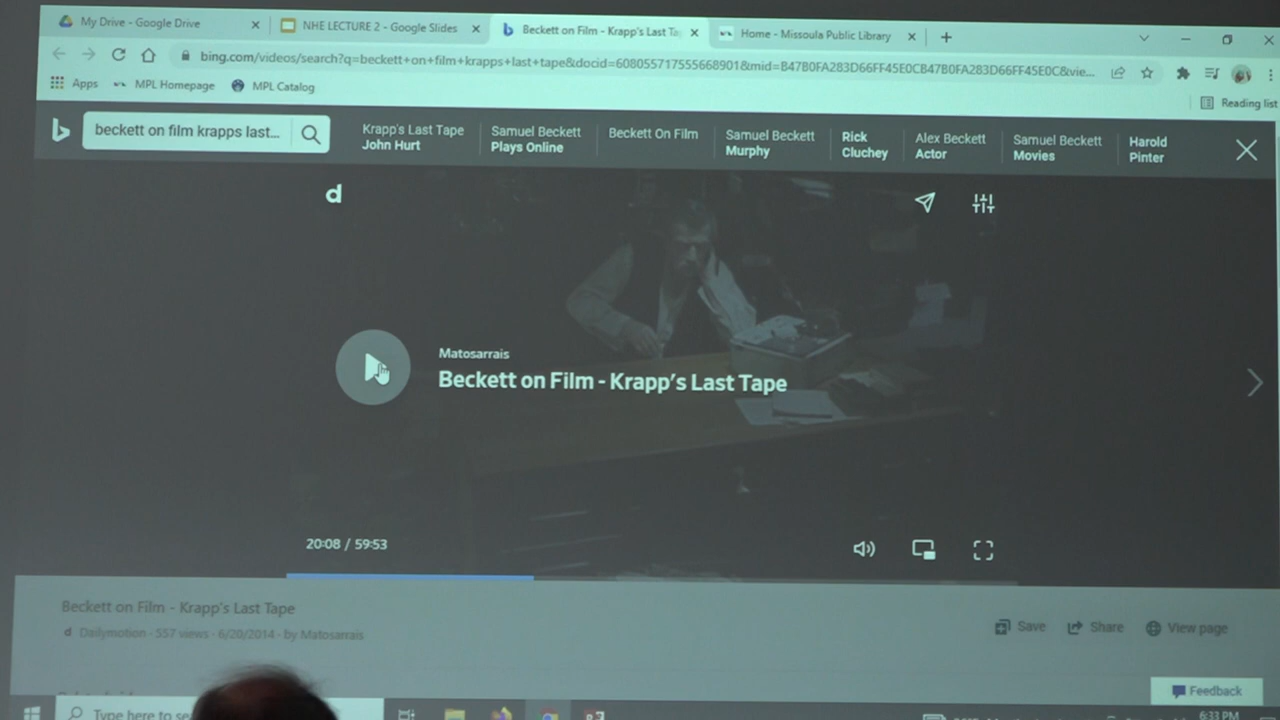 My Drive - Google Drive
NHE LECTURE 2 - Google Slides
Beckett on Film - Krapp's Last Ta
Home - Missoula Public Library
bing.com/videos/search?q=beckett+on+film+krapps+last+tape&docid=608055717555668901&mid=B47B0FA283D66FF45E0CB47B0FA283D66FF45E0C&vie...
Apps
MPL Homepage
MPL Catalog
Reading list
beckett on film krapps last...
Krapp's Last Tape
John Hurt
Samuel Beckett
Plays Online
Beckett On Film
Samuel Beckett
Murphy
Rick
Cluchey
Alex Beckett
Actor
Samuel Beckett
Movies
Harold
Pinter
d
Matosarrais
Beckett on Film - Krapp's Last Tape
20:08 / 59:53
Beckett on Film - Krapp's Last Tape
d Dailymotion · 557 views · 6/20/2014 · by Matosarrais
Save
Share
View page
Feedback
Type here to se
6:33 PM